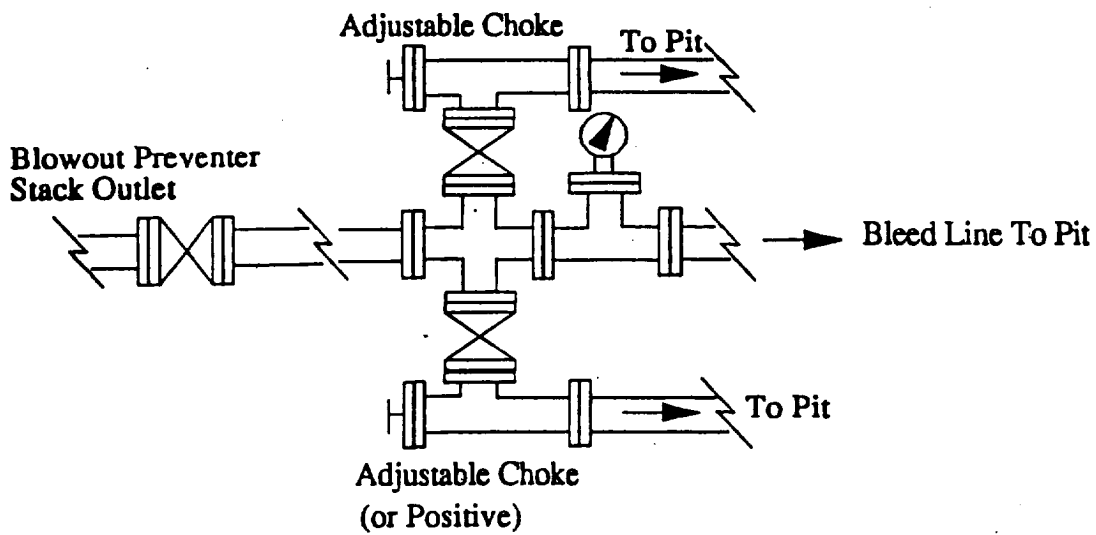 Adjustable Choke
To Pit
Blowout Preventer
Stack Outlet
Bleed Line To Pit
To Pit
Adjustable Choke
(or Positive)